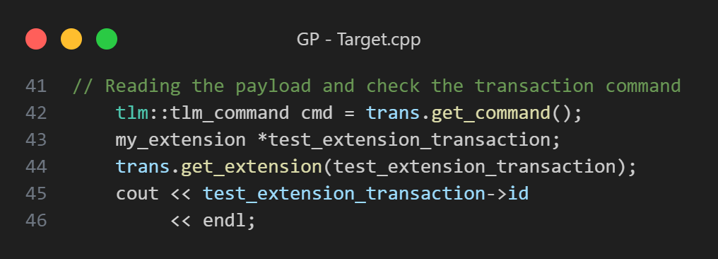 GP - Target.cpp
41 // Reading the payload and check the transaction command
42 tlm::tlm_command cmd = trans.get_command();
43 my_extension *test_extension_transaction;
44 trans.get_extension(test_extension_transaction);
45 cout << test_extension_transaction->id
46 << endl;